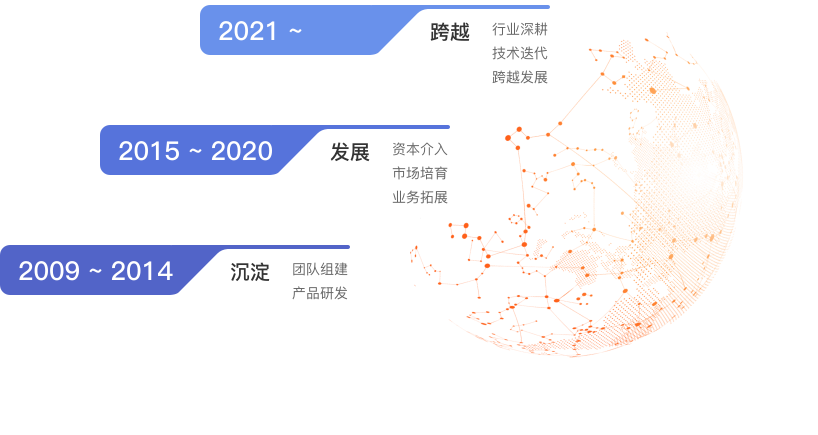 2021 ~
跨越
行业深耕
技术迭代
跨越发展
2015 ~ 2020
发展
资本介入
市场培育
业务拓展
2009 ~ 2014
沉淀
团队组建
产品研发